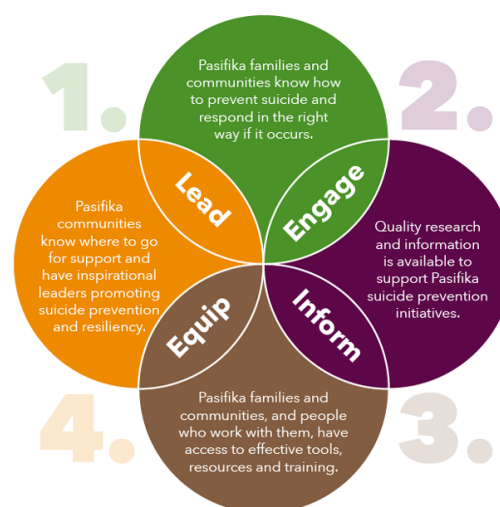 1.
2.
Pasifika families and
communities know how
to prevent suicide and
respond in the right
way if it occurs.
Lead
Engage
Pasifika
communities
know where to go
for support and
have inspirational
leaders promoting
suicide prevention
and resiliency.
Quality research
and information
is available to
support Pasifika
suicide prevention
initiatives.
Equip
Inform
Pasifika families and
communities, and people
who work with them, have
access to effective tools,
resources and training.
4.
3.